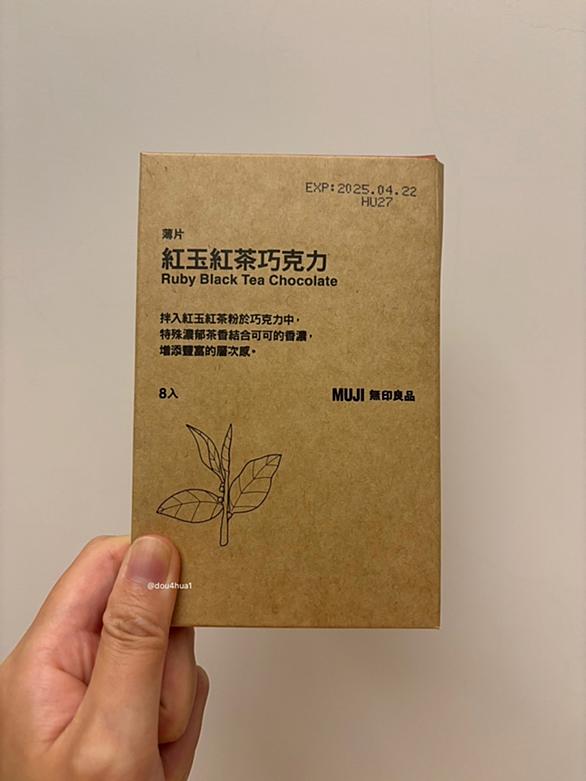 EXP:2025.04.22
HU27
薄片
紅玉紅茶巧克力
Ruby Black Tea Chocolate
拌入紅玉紅茶粉於巧克力中，
特殊濃郁茶香結合可可的香濃，
增添豐富的層次感。
8入
MUJI 無印良品
@dou4hua1